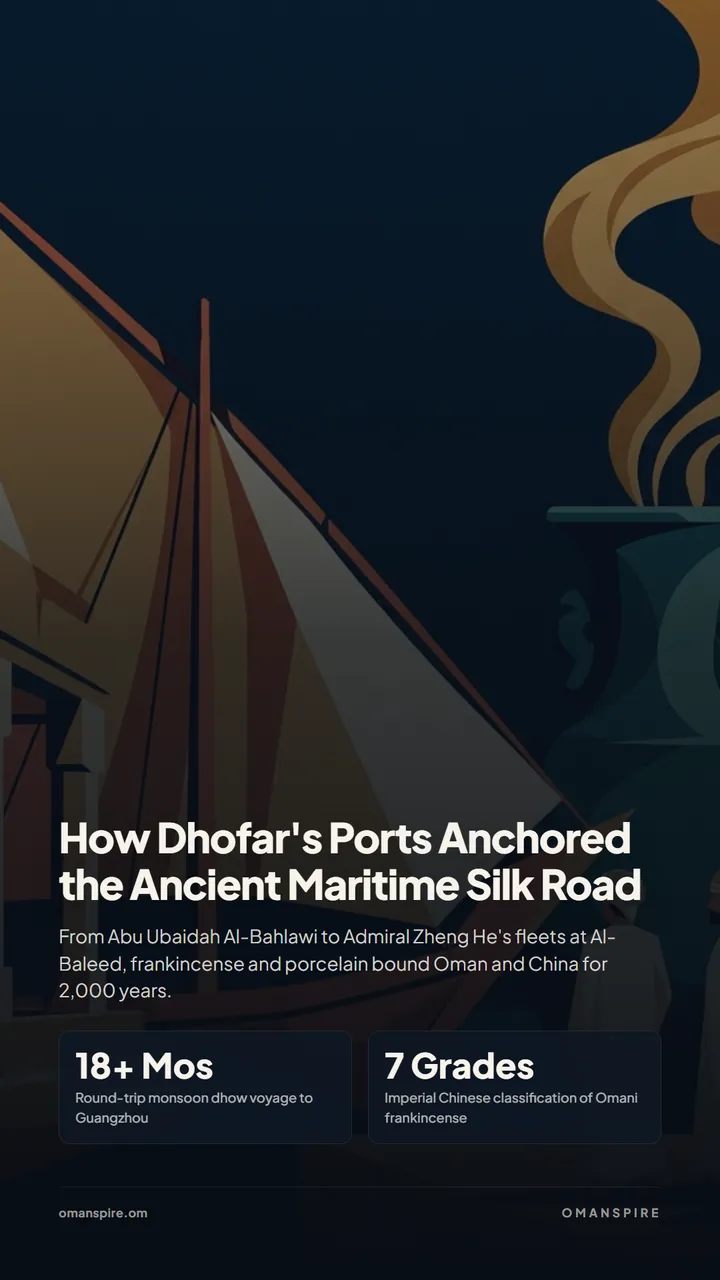 How Dhofar's Ports Anchored
the Ancient Maritime Silk Road
From Abu Ubaidah Al-Bahlawi to Admiral Zheng He's fleets at Al-
Baleed, frankincense and porcelain bound Oman and China for
2,000 years.
18+ Mos
Round-trip monsoon dhow voyage to
Guangzhou
7 Grades
Imperial Chinese classification of Omani
frankincense
omanspire.om
OMANSPIRE